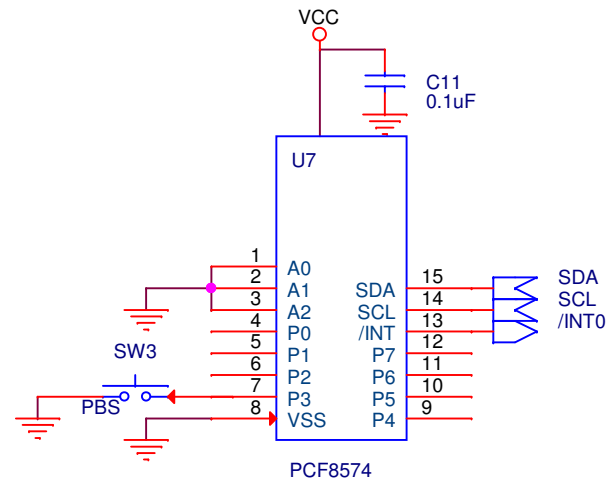 VCC
C11
0.1uF
U7
1 A0
2 A1
3 A2
4 P0
5 P1
6 P2
7 P3
8 VSS
SDA 15
SCL 14
/INT 13
P7 12
P6 11
P5 10
P4 9
SDA
SCL
/INT0
SW3
PBS
PCF8574